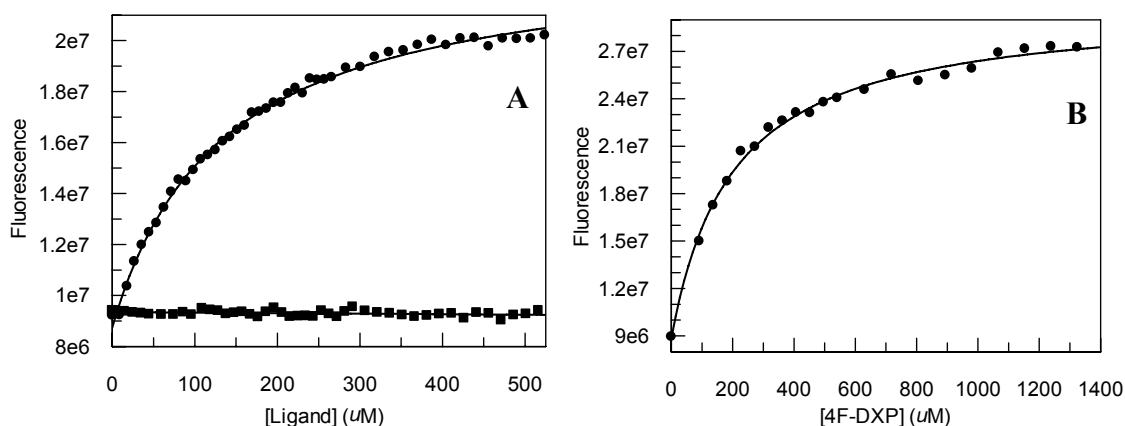 Fluorescence
2e7
1.8e7
1.6e7
1.4e7
1.2e7
1e7
8e6
A
0 100 200 300 400 500
[Ligand] (uM)
Fluorescence
2.7e7
2.4e7
2.1e7
1.8e7
1.5e7
1.2e7
9e6
B
0 200 400 600 800 1000 1200 1400
[4F-DXP] (uM)